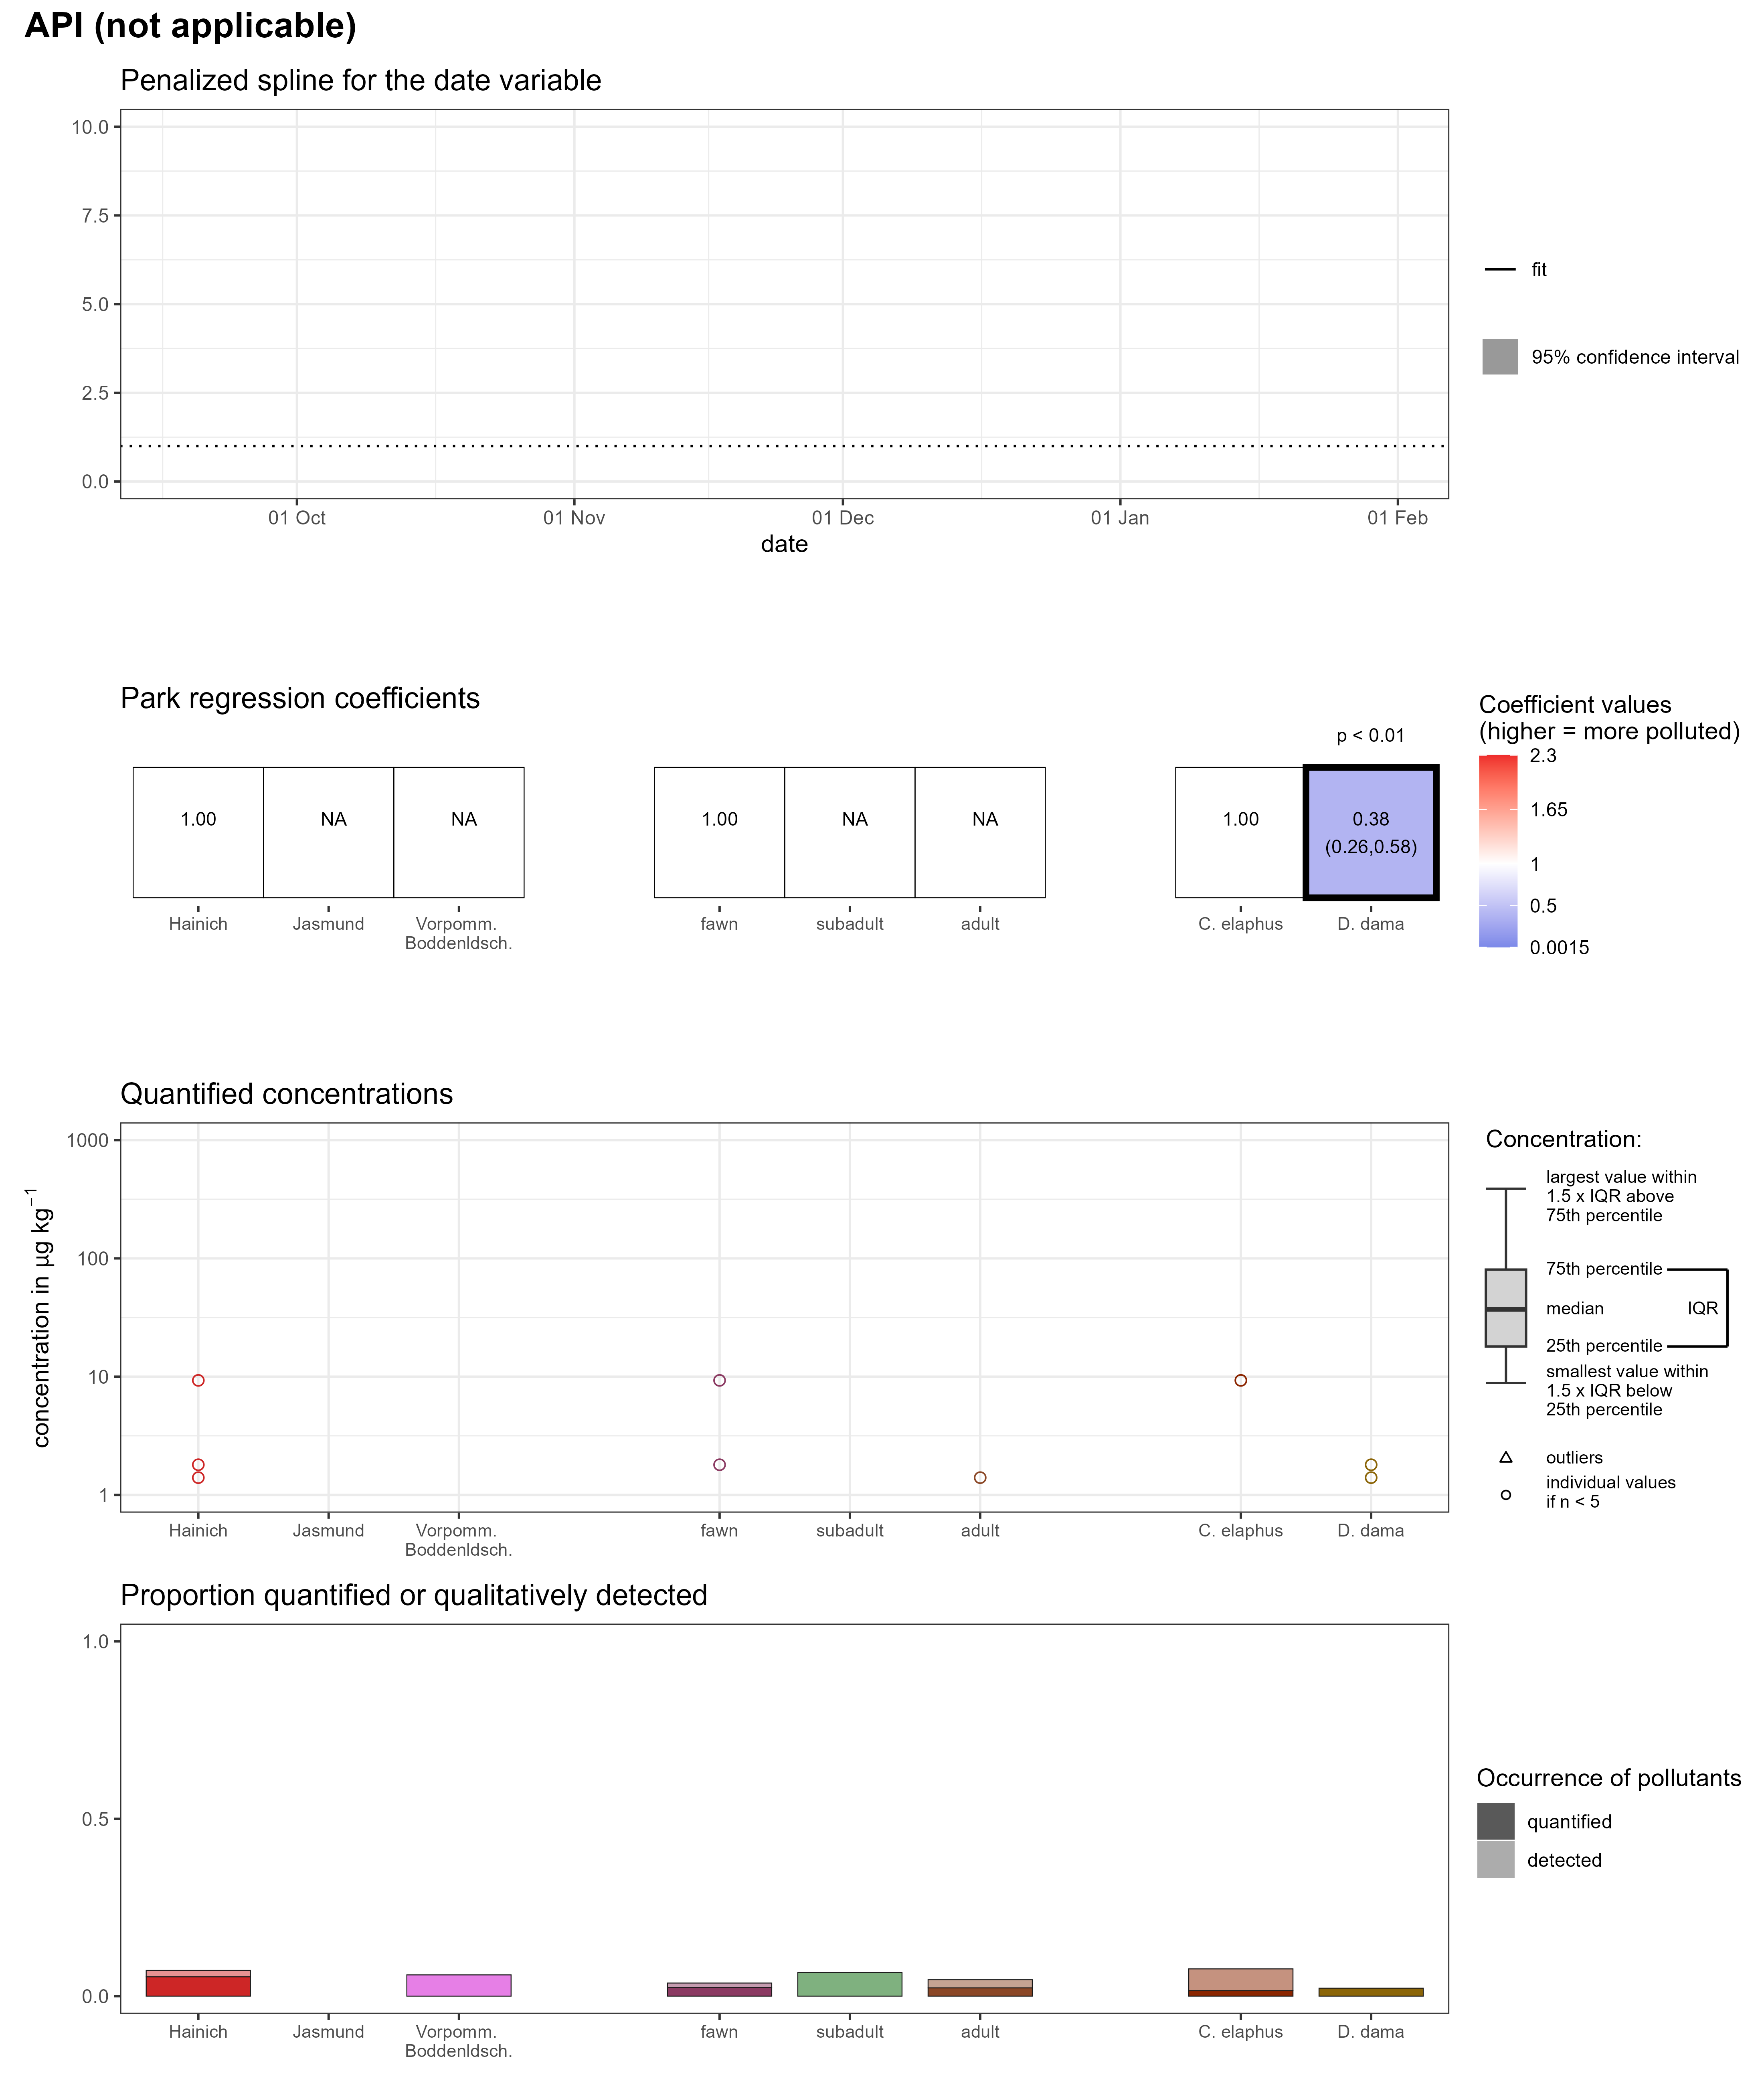 API (not applicable)
Penalized spline for the date variable
10.0
7.5
5.0
2.5
0.0
01 Oct
01 Nov
01 Dec
01 Jan
01 Feb
date
fit
95% confidence interval
Park regression coefficients
p < 0.01
1.00
NA
NA
1.00
NA
NA
1.00
0.38
(0.26,0.58)
Hainich
Jasmund
Vorpomm.
Boddenldsch.
fawn
subadult
adult
C. elaphus
D. dama
Coefficient values
(higher = more polluted)
2.3
1.65
1
0.5
0.0015
Quantified concentrations
concentration in µg kg⁻¹
1000
100
10
1
Hainich
Jasmund
Vorpomm.
Boddenldsch.
fawn
subadult
adult
C. elaphus
D. dama
Concentration:
largest value within
1.5 x IQR above
75th percentile
75th percentile
median
IQR
25th percentile
smallest value within
1.5 x IQR below
25th percentile
outliers
individual values
if n < 5
Proportion quantified or qualitatively detected
1.0
0.5
0.0
Hainich
Jasmund
Vorpomm.
Boddenldsch.
fawn
subadult
adult
C. elaphus
D. dama
Occurrence of pollutants
quantified
detected